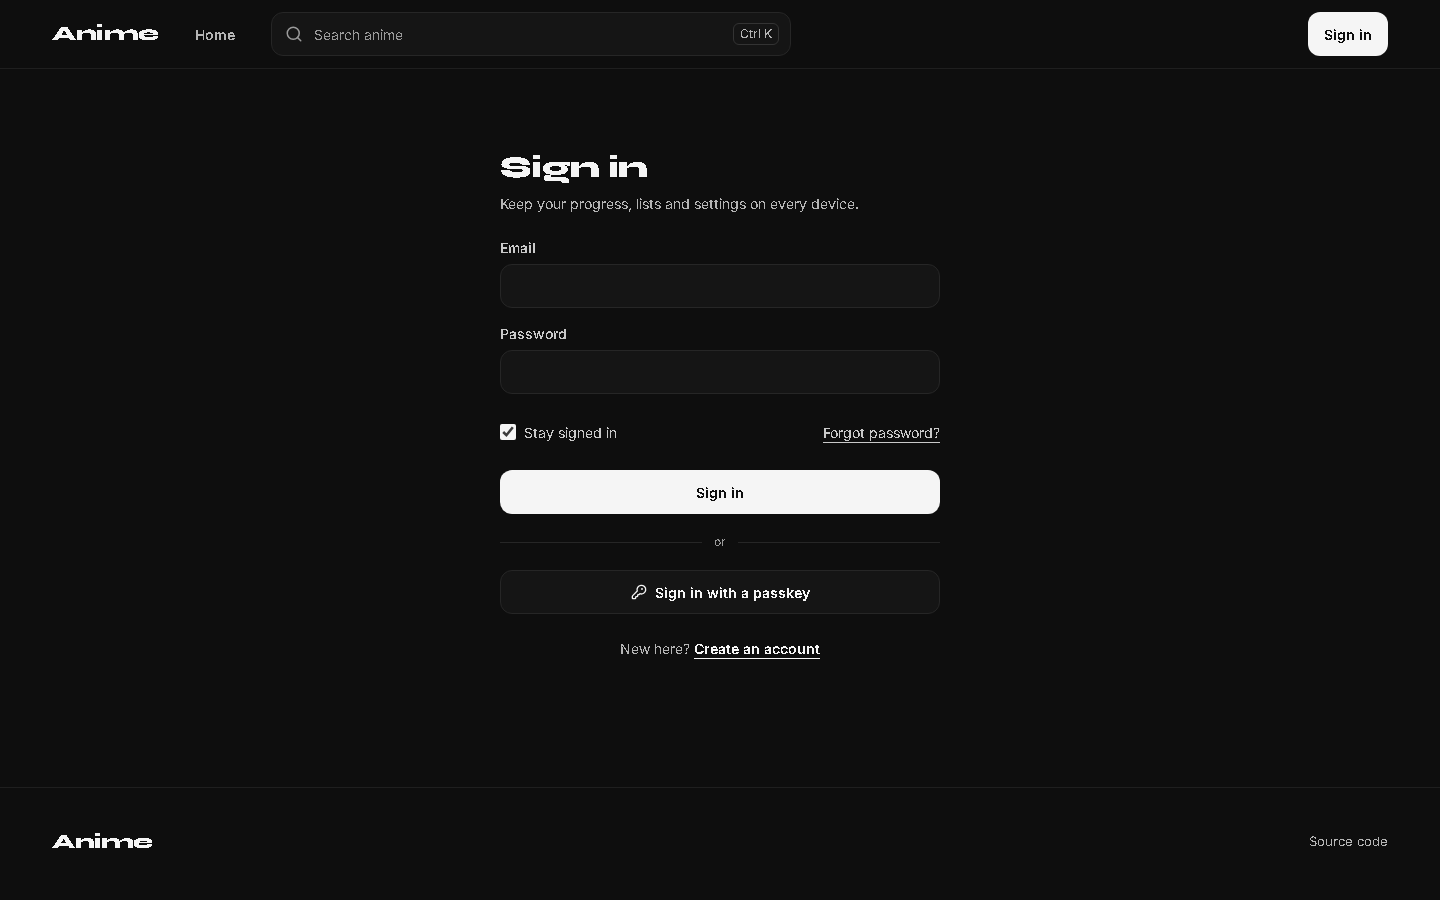 Anime
Home
Search anime
Ctrl K
Sign in
Sign in
Keep your progress, lists and settings on every device.
Email
Password
Stay signed in
Forgot password?
Sign in
or
Sign in with a passkey
New here? Create an account
Anime
Source code